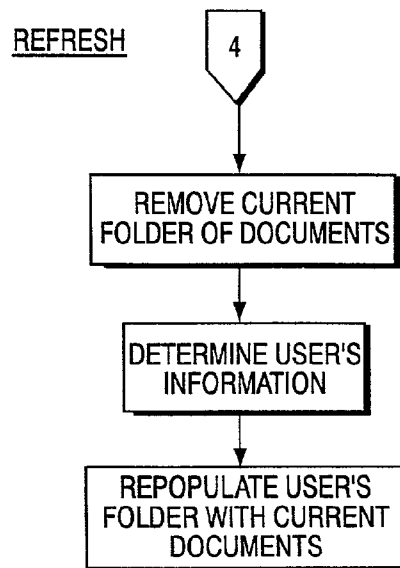 REFRESH
4
REMOVE CURRENT
FOLDER OF DOCUMENTS
DETERMINE USER'S
INFORMATION
REPOPULATE USER'S
FOLDER WITH CURRENT
DOCUMENTS